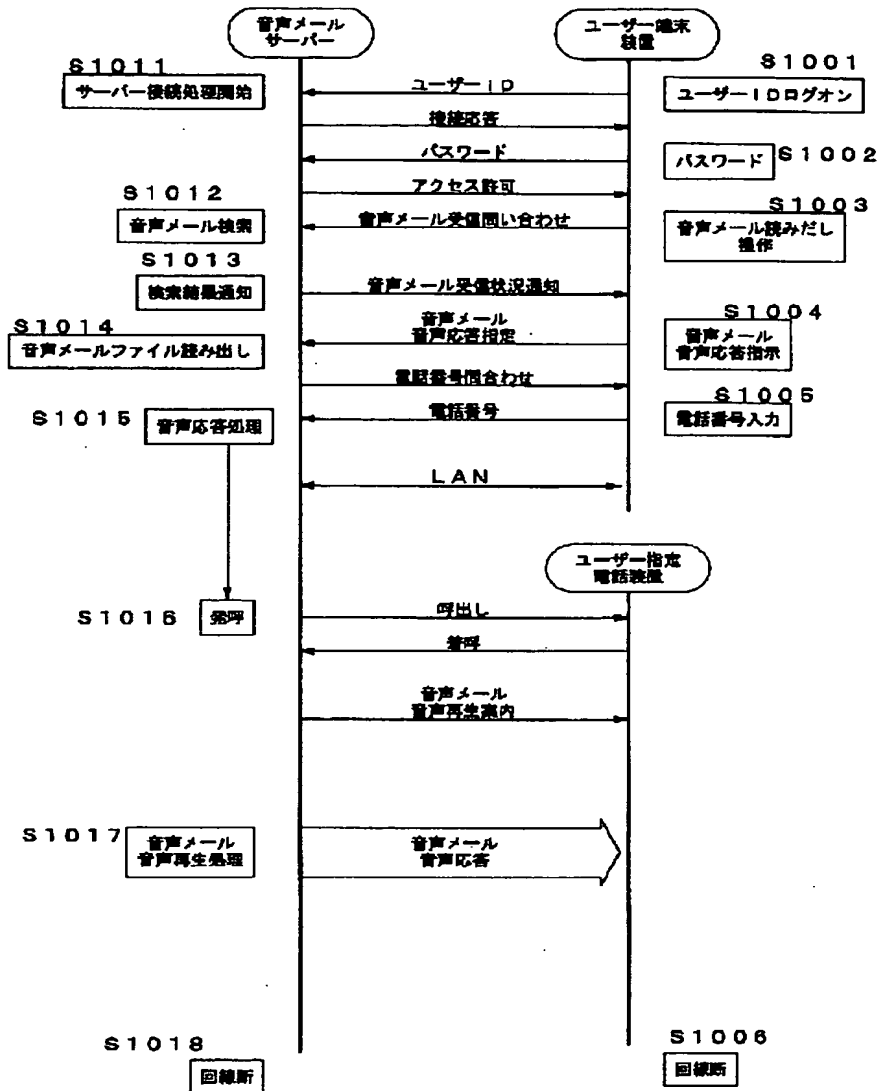 音声メール
サーバー
ユーザー端末
装置
S1011
サーバー接続処理開始
ユーザーID
S1001
ユーザーIDログオン
接続応答
パスワード
パスワード
S1002
アクセス許可
S1012
音声メール検索
音声メール受信問い合わせ
S1003
音声メール読みだし
操作
S1013
検索結果通知
音声メール受信状況通知
S1014
音声メールファイル読み出し
音声メール
音声応答指定
S1004
音声メール
音声応答指示
電話番号問合わせ
S1015
音声応答処理
電話番号
S1005
電話番号入力
LAN
ユーザー指定
電話装置
S1016
発呼
呼出し
着呼
音声メール
音声再生案内
S1017
音声メール
音声再生処理
音声メール
音声応答
S1018
回線断
S1006
回線断